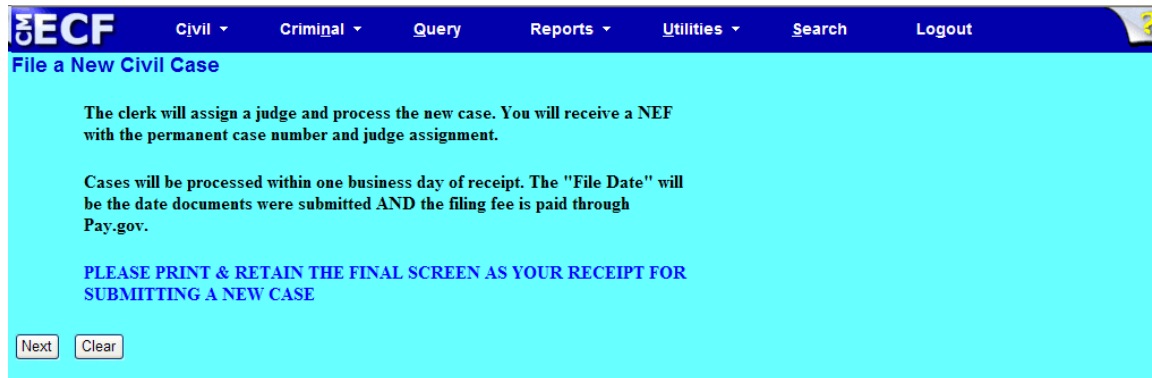 CM ECF Civil Criminal Query Reports Utilities Search Logout ?
File a New Civil Case
The clerk will assign a judge and process the new case. You will receive a NEF
with the permanent case number and judge assignment.
Cases will be processed within one business day of receipt. The "File Date" will
be the date documents were submitted AND the filing fee is paid through
Pay.gov.
PLEASE PRINT & RETAIN THE FINAL SCREEN AS YOUR RECEIPT FOR
SUBMITTING A NEW CASE
Next Clear